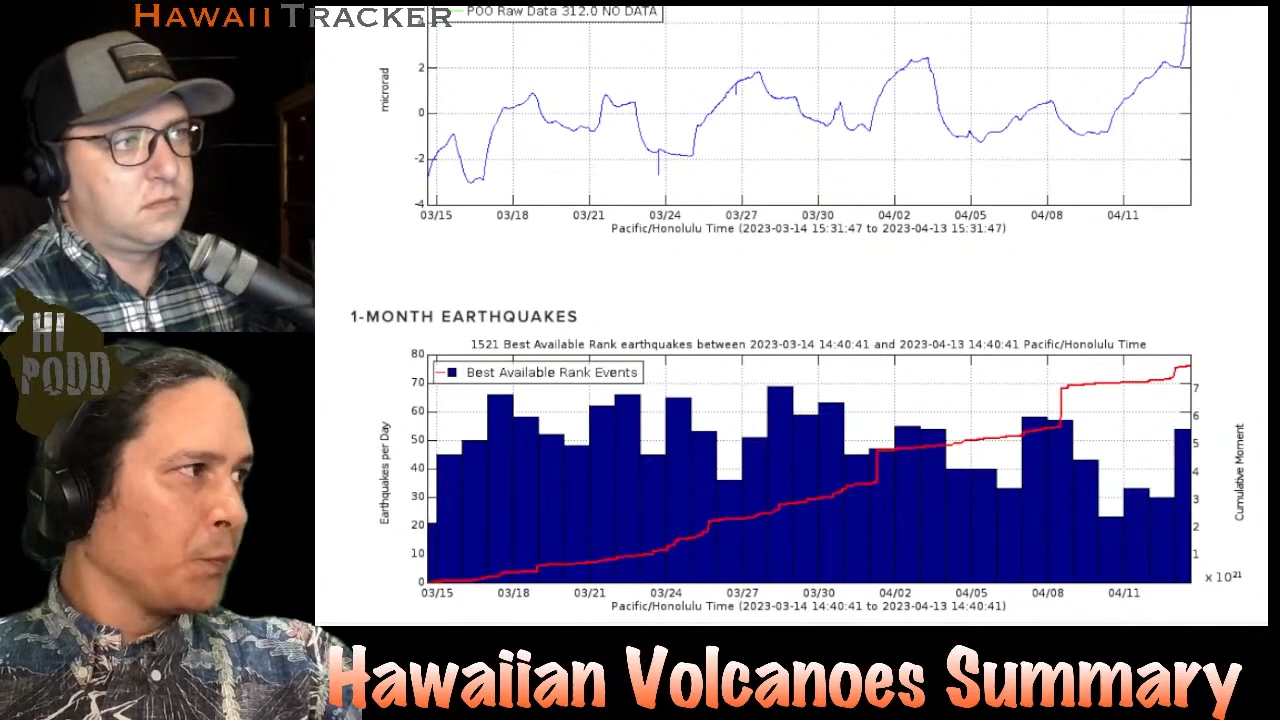 HAWAII TRACKER
POO Raw Data 312.0 NO DATA
2
0
-2
-4
microrad
03/15 03/18 03/21 03/24 03/27 03/30 04/02 04/05 04/08 04/11
Pacific/Honolulu Time (2023-03-14 15:31:47 to 2023-04-13 15:31:47)
1-MONTH EARTHQUAKES
1521 Best Available Rank earthquakes between 2023-03-14 14:40:41 and 2023-04-13 14:40:41 Pacific/Honolulu Time
Best Available Rank Events
80
70
60
50
40
30
20
10
0
Earthquakes per Day
7
6
5
4
3
2
1
x 10²¹
Cumulative Moment
03/15 03/18 03/21 03/24 03/27 03/30 04/02 04/05 04/08 04/11
Pacific/Honolulu Time (2023-03-14 14:40:41 to 2023-04-13 14:40:41)
HI
PODD
Hawaiian Volcanoes Summary